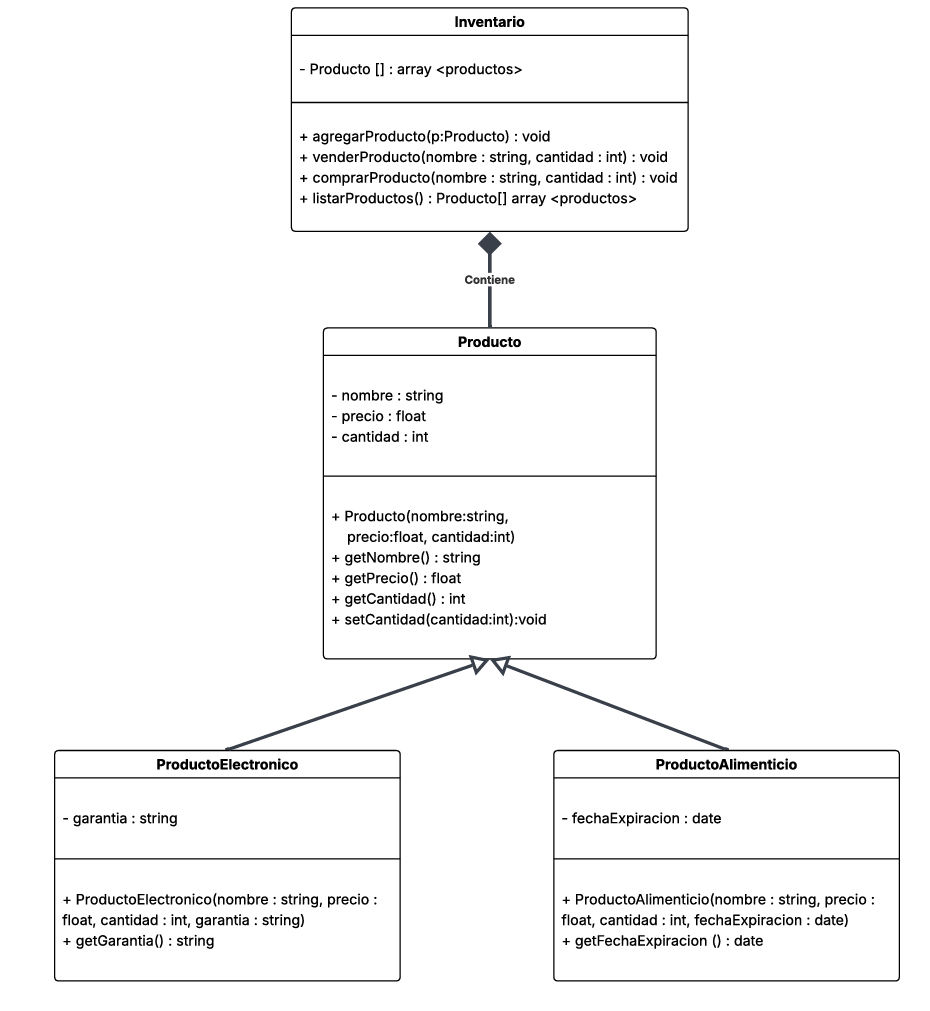 Inventario
- Producto [] : array <productos>
+ agregarProducto(p:Producto) : void
+ venderProducto(nombre : string, cantidad : int) : void
+ comprarProducto(nombre : string, cantidad : int) : void
+ listarProductos() : Producto[] array <productos>
Contiene
Producto
- nombre : string
- precio : float
- cantidad : int
+ Producto(nombre:string,
precio:float, cantidad:int)
+ getNombre() : string
+ getPrecio() : float
+ getCantidad() : int
+ setCantidad(cantidad:int):void
ProductoElectronico
- garantia : string
+ ProductoElectronico(nombre : string, precio :
float, cantidad : int, garantia : string)
+ getGarantia() : string
ProductoAlimenticio
- fechaExpiracion : date
+ ProductoAlimenticio(nombre : string, precio :
float, cantidad : int, fechaExpiracion : date)
+ getFechaExpiracion () : date